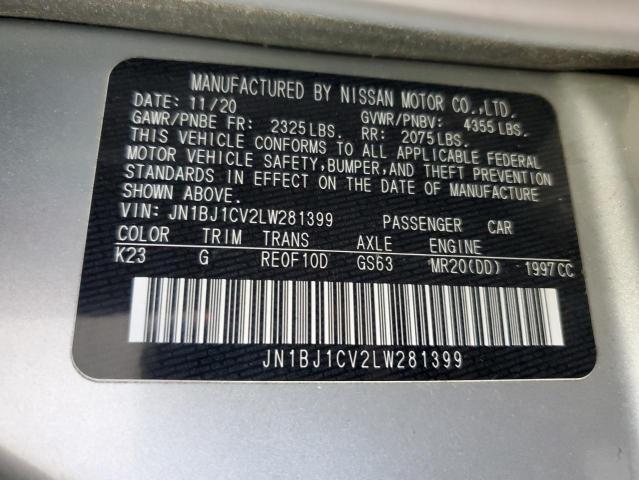 MANUFACTURED BY NISSAN MOTOR CO.,LTD.
DATE: 11/20 GVWR/PNBV: 4355 LBS.
GAWR/PNBE FR: 2325 LBS. RR: 2075 LBS.
THIS VEHICLE CONFORMS TO ALL APPLICABLE FEDERAL
MOTOR VEHICLE SAFETY, BUMPER, AND THEFT PREVENTION
STANDARDS IN EFFECT ON THE DATE OF MANUFACTURE
SHOWN ABOVE.
VIN: JN1BJ1CV2LW281399 PASSENGER CAR
COLOR TRIM TRANS AXLE ENGINE
K23 G RE0F10D GS63 MR20(DD) 1997CC
JN1BJ1CV2LW281399